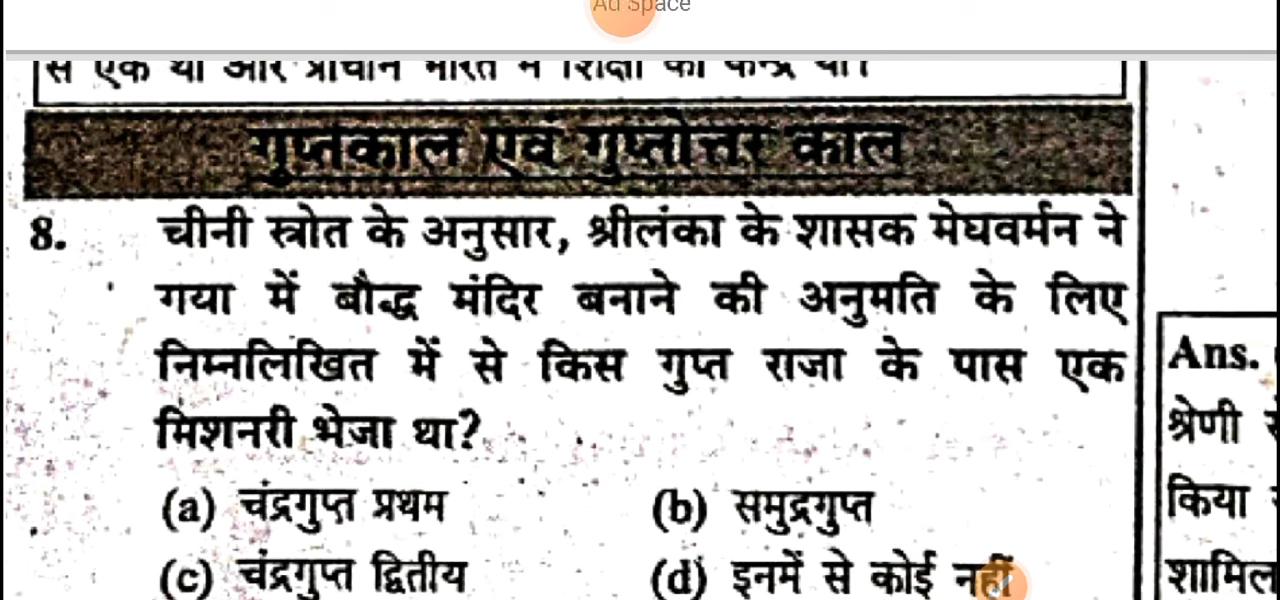 Ad Space
गुप्तकाल एवं गुप्तोत्तर काल
8. चीनी स्त्रोत के अनुसार, श्रीलंका के शासक मेघवर्मन ने
गया में बौद्ध मंदिर बनाने की अनुमति के लिए
निम्नलिखित में से किस गुप्त राजा के पास एक
मिशनरी भेजा था?
(a) चंद्रगुप्त प्रथम (b) समुद्रगुप्त
(c) चंद्रगुप्त द्वितीय (d) इनमें से कोई नहीं
Ans.
श्रेणी
किया
शामिल